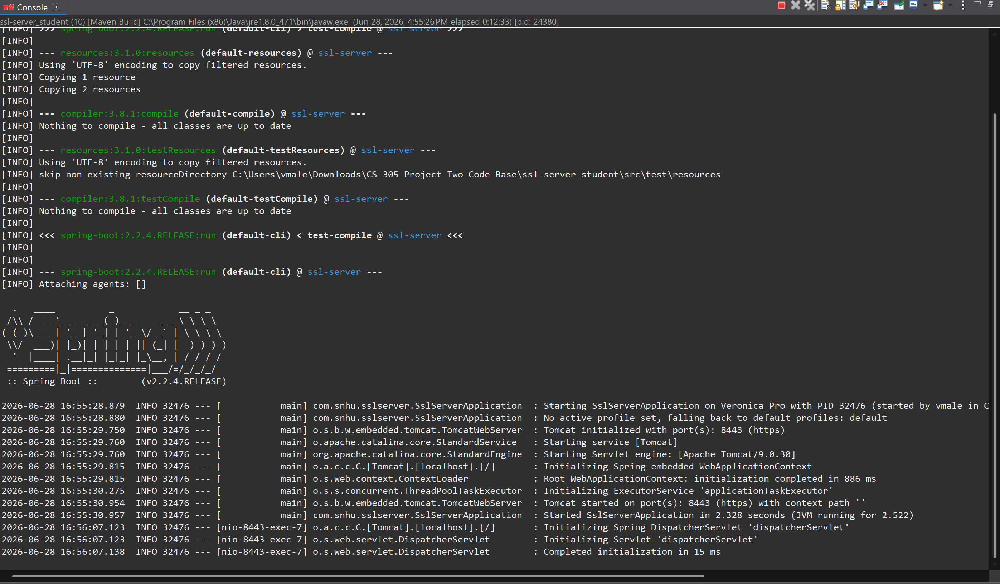 Console
ssl-server_student (10) [Maven Build] C:\Program Files (x86)\Java\jre1.8.0_471\bin\javaw.exe  (Jun 28, 2026, 4:55:26 PM elapsed 0:12:33) [pid: 24380]
[INFO] >>> spring-boot:2.2.4.RELEASE:run (default-cli) > test-compile @ ssl-server >>>
[INFO]
[INFO] --- resources:3.1.0:resources (default-resources) @ ssl-server ---
[INFO] Using 'UTF-8' encoding to copy filtered resources.
[INFO] Copying 1 resource
[INFO] Copying 2 resources
[INFO]
[INFO] --- compiler:3.8.1:compile (default-compile) @ ssl-server ---
[INFO] Nothing to compile - all classes are up to date
[INFO]
[INFO] --- resources:3.1.0:testResources (default-testResources) @ ssl-server ---
[INFO] Using 'UTF-8' encoding to copy filtered resources.
[INFO] skip non existing resourceDirectory C:\Users\vmale\Downloads\CS 305 Project Two Code Base\ssl-server_student\src\test\resources
[INFO]
[INFO] --- compiler:3.8.1:testCompile (default-testCompile) @ ssl-server ---
[INFO] Nothing to compile - all classes are up to date
[INFO]
[INFO] <<< spring-boot:2.2.4.RELEASE:run (default-cli) < test-compile @ ssl-server <<<
[INFO]
[INFO]
[INFO] --- spring-boot:2.2.4.RELEASE:run (default-cli) @ ssl-server ---
[INFO] Attaching agents: []

  .   ____          _            __ _ _
 /\\ / ___'_ __ _ _(_)_ __  __ _ \ \ \ \
( ( )\___ | '_ | '_| | '_ \/ _` | \ \ \ \
 \\/  ___)| |_)| | | | | || (_| |  ) ) ) )
  '  |____| .__|_| |_|_| |_\__, | / / / /
 =========|_|==============|___/=/_/_/_/
 :: Spring Boot ::        (v2.2.4.RELEASE)

2026-06-28 16:55:28.879  INFO 32476 --- [           main] com.snhu.sslserver.SslServerApplication  : Starting SslServerApplication on Veronica_Pro with PID 32476 (started by vmale in C
2026-06-28 16:55:28.880  INFO 32476 --- [           main] com.snhu.sslserver.SslServerApplication  : No active profile set, falling back to default profiles: default
2026-06-28 16:55:29.750  INFO 32476 --- [           main] o.s.b.w.embedded.tomcat.TomcatWebServer  : Tomcat initialized with port(s): 8443 (https)
2026-06-28 16:55:29.760  INFO 32476 --- [           main] o.apache.catalina.core.StandardService   : Starting service [Tomcat]
2026-06-28 16:55:29.760  INFO 32476 --- [           main] org.apache.catalina.core.StandardEngine  : Starting Servlet engine: [Apache Tomcat/9.0.30]
2026-06-28 16:55:29.815  INFO 32476 --- [           main] o.a.c.c.C.[Tomcat].[localhost].[/]       : Initializing Spring embedded WebApplicationContext
2026-06-28 16:55:29.815  INFO 32476 --- [           main] o.s.web.context.ContextLoader            : Root WebApplicationContext: initialization completed in 886 ms
2026-06-28 16:55:30.275  INFO 32476 --- [           main] o.s.s.concurrent.ThreadPoolTaskExecutor  : Initializing ExecutorService 'applicationTaskExecutor'
2026-06-28 16:55:30.954  INFO 32476 --- [           main] o.s.b.w.embedded.tomcat.TomcatWebServer  : Tomcat started on port(s): 8443 (https) with context path ''
2026-06-28 16:55:30.957  INFO 32476 --- [           main] com.snhu.sslserver.SslServerApplication  : Started SslServerApplication in 2.328 seconds (JVM running for 2.522)
2026-06-28 16:56:07.123  INFO 32476 --- [nio-8443-exec-7] o.a.c.c.C.[Tomcat].[localhost].[/]       : Initializing Spring DispatcherServlet 'dispatcherServlet'
2026-06-28 16:56:07.123  INFO 32476 --- [nio-8443-exec-7] o.s.web.servlet.DispatcherServlet        : Initializing Servlet 'dispatcherServlet'
2026-06-28 16:56:07.138  INFO 32476 --- [nio-8443-exec-7] o.s.web.servlet.DispatcherServlet        : Completed initialization in 15 ms